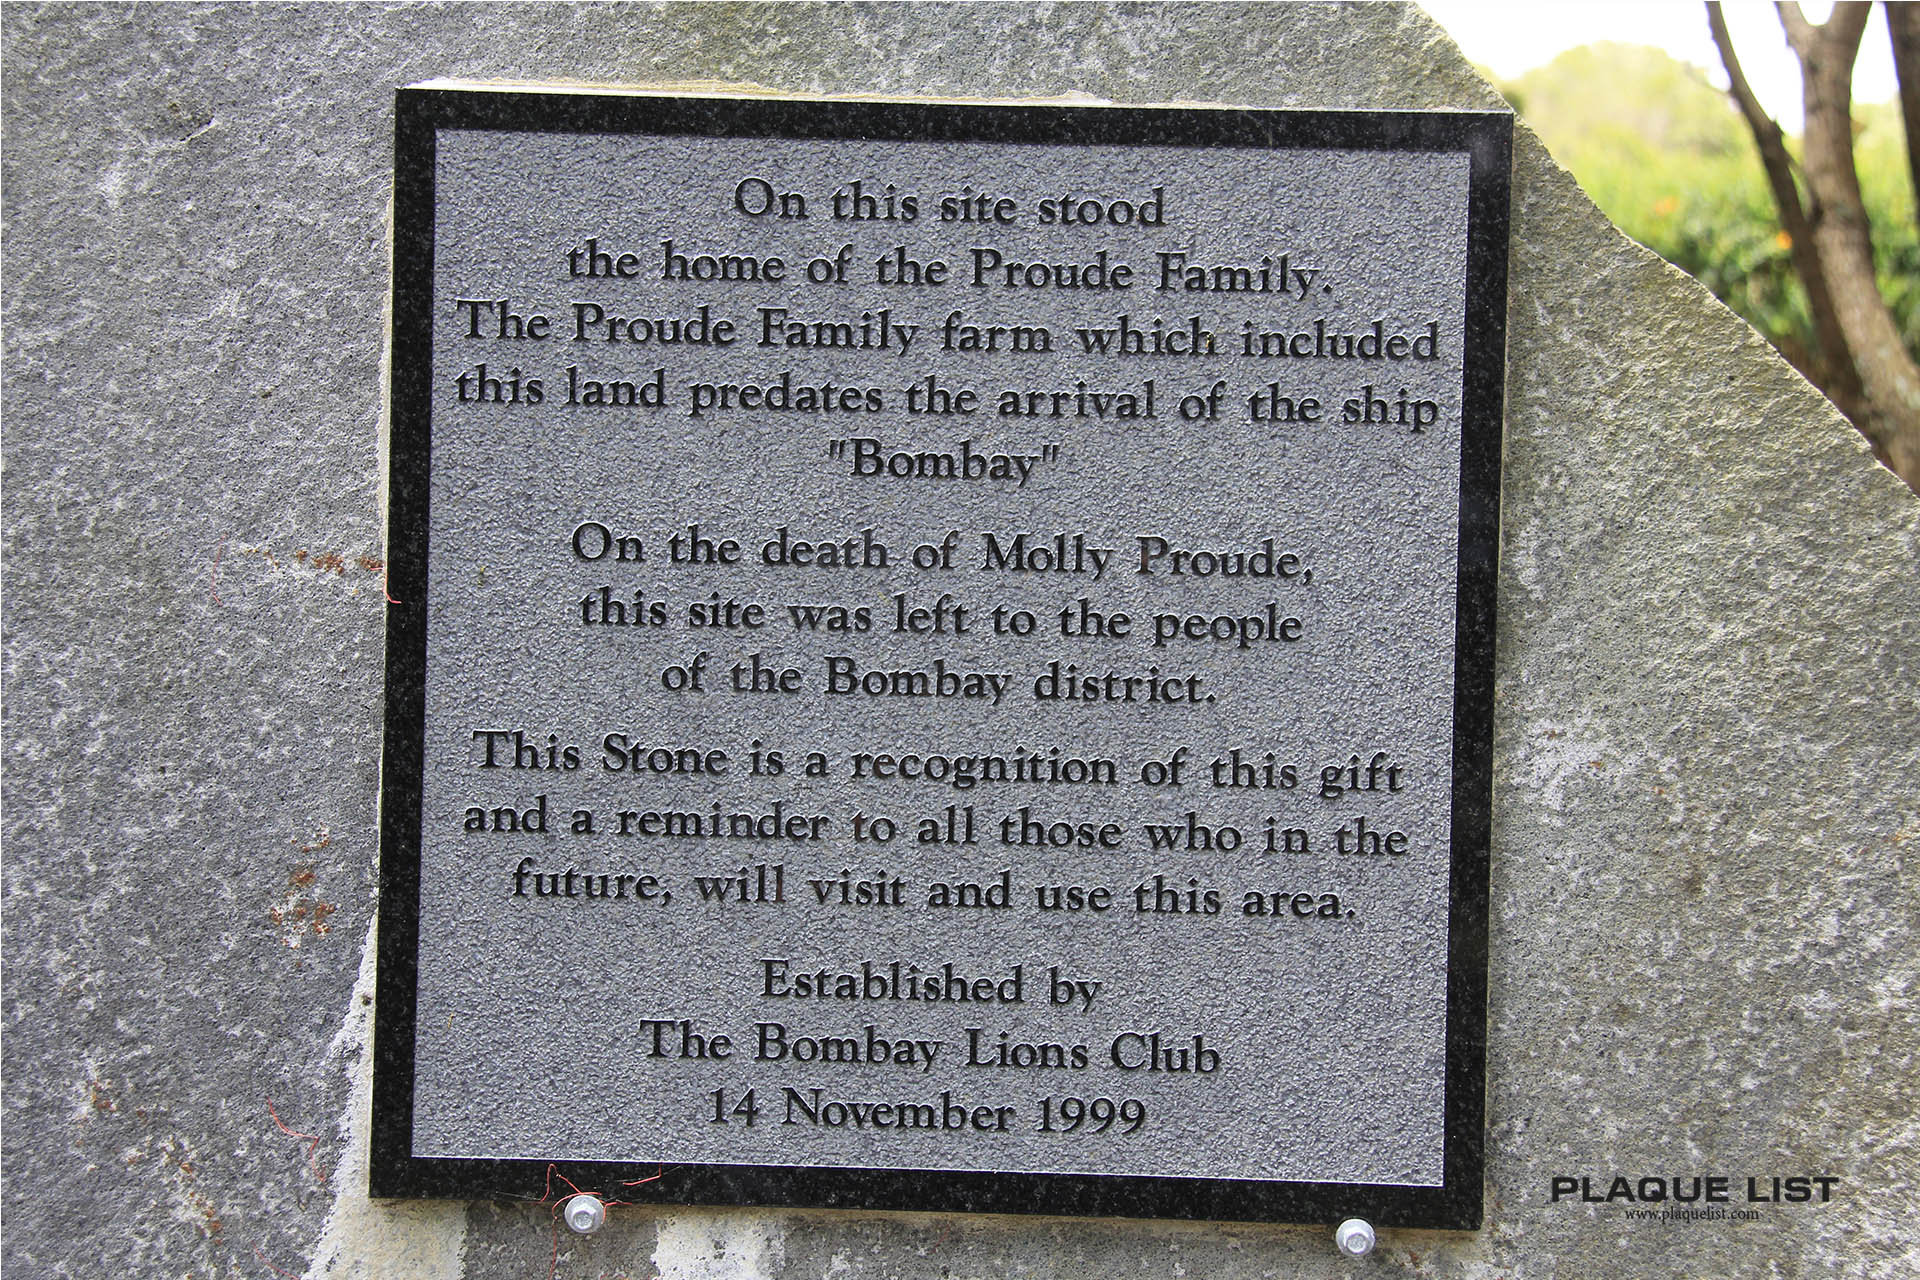 On this site stood
the home of the Proude Family.
The Proude Family farm which included
this land predates the arrival of the ship
"Bombay"
On the death of Molly Proude,
this site was left to the people
of the Bombay district.
This Stone is a recognition of this gift
and a reminder to all those who in the
future, will visit and use this area.
Established by
The Bombay Lions Club
14 November 1999
PLAQUE LIST
www.plaquelist.com